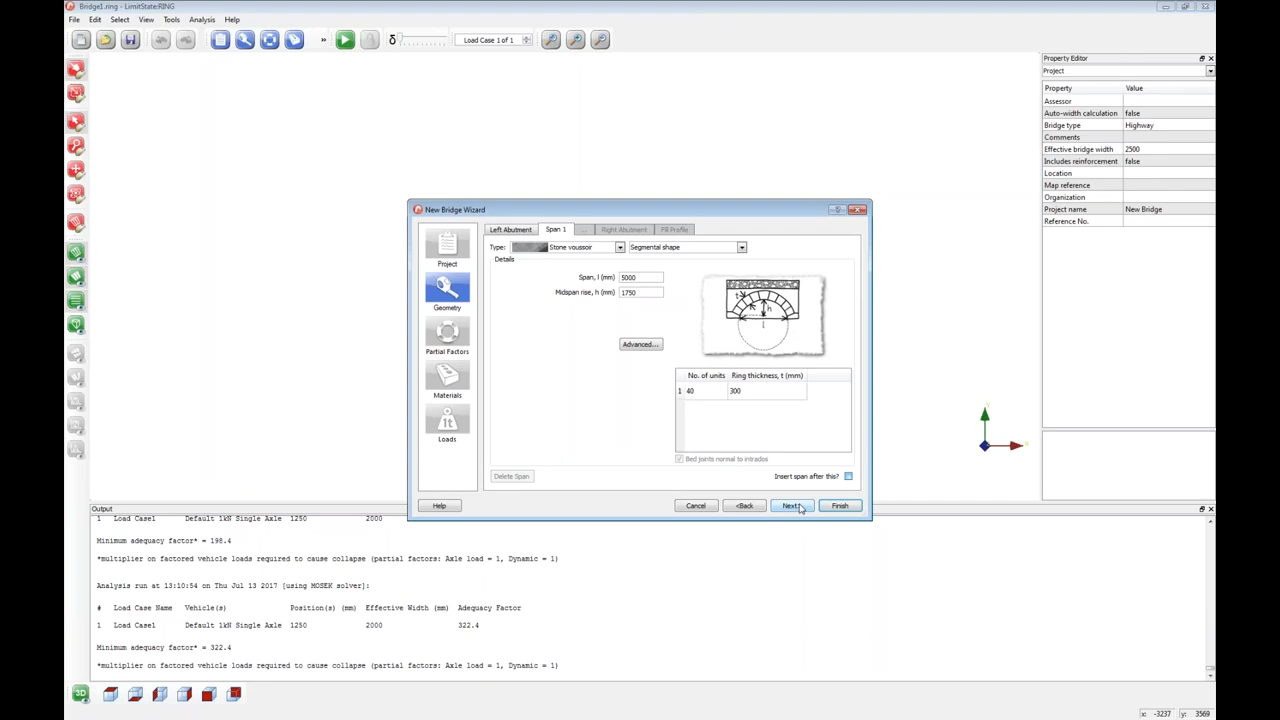 Bridge1.ring - LimitState:RING
File Edit Select View Tools Analysis Help
» δ Load Case 1 of 1
Property Editor
Project
Property Value
Assessor
Auto-width calculation false
Bridge type Highway
Comments
Effective bridge width 2500
Includes reinforcement false
Location
Map reference
Organization
Project name New Bridge
Reference No.
New Bridge Wizard
Project
Geometry
Partial Factors
Materials
Loads
Left Abutment Span 1 ... Right Abutment Fill Profile
Type: Stone voussoir Segmental shape
Details
Span, l (mm) 5000
Midspan rise, h (mm) 1750
Advanced...
t
h
l
No. of units Ring thickness, t (mm)
1 40 300
Bed joints normal to intrados
Delete Span Insert span after this?
Help Cancel <Back Next> Finish
Output
1 Load Case1 Default 1kN Single Axle 1250 2000
Minimum adequacy factor* = 198.4
*multiplier on factored vehicle loads required to cause collapse (partial factors: Axle load = 1, Dynamic = 1)
Analysis run at 13:10:54 on Thu Jul 13 2017 [using MOSEK solver]:
# Load Case Name Vehicle(s) Position(s) (mm) Effective Width (mm) Adequacy Factor
1 Load Case1 Default 1kN Single Axle 1250 2000 322.4
Minimum adequacy factor* = 322.4
*multiplier on factored vehicle loads required to cause collapse (partial factors: Axle load = 1, Dynamic = 1)
3D
x: -3237 y: 3569